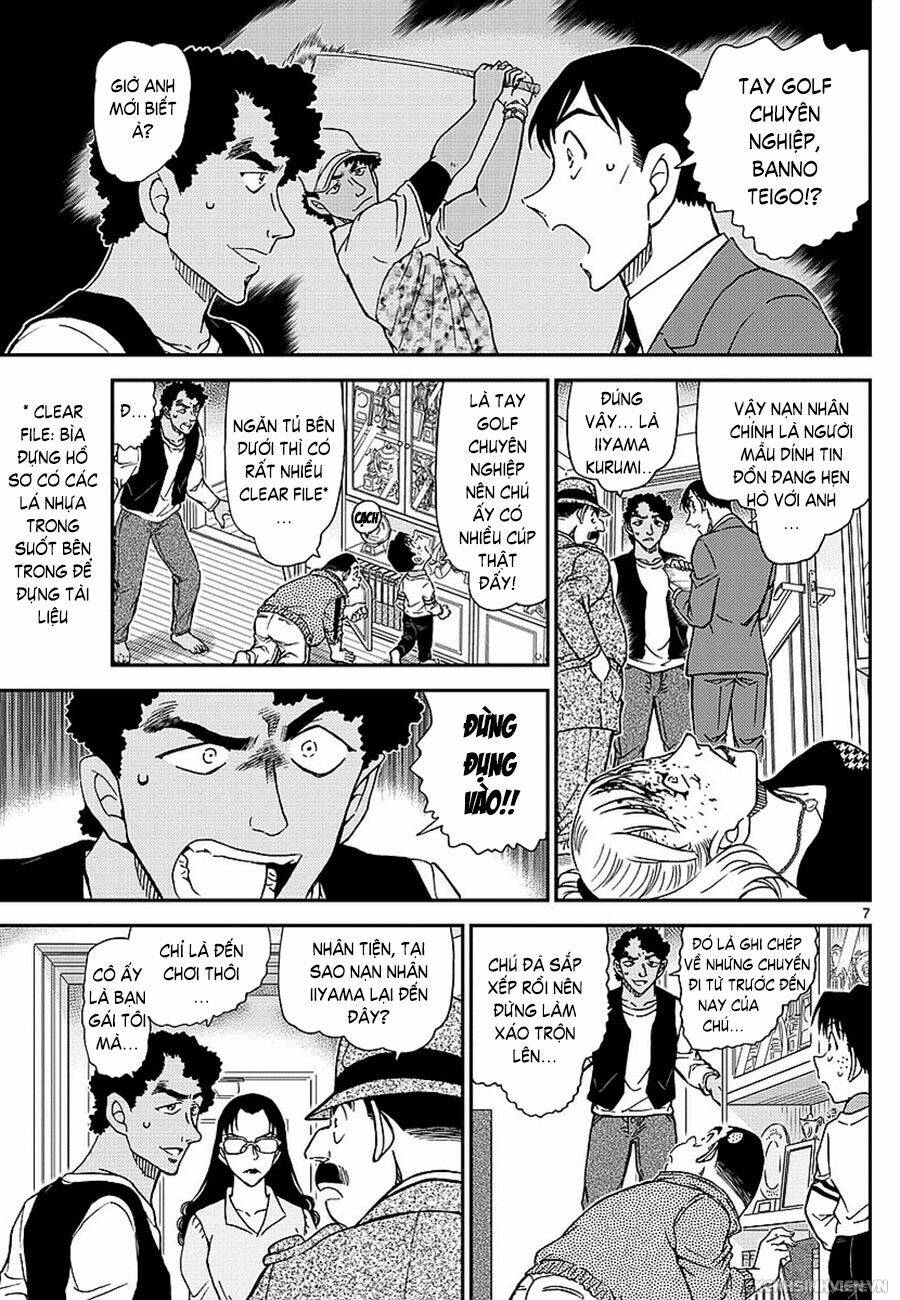 TAY GOLF
CHUYÊN
NGHIỆP,
BANNO
TEIGO!?
GIỜ ANH
MỚI BIẾT
À?
VẬY NẠN NHÂN
CHÍNH LÀ NGƯỜI
MẪU DÍNH TIN
ĐỒN ĐANG HẸN
HÒ VỚI ANH
...
ĐÚNG
VẬY... LÀ
IIYAMA
KURUMI...
LÀ TAY
GOLF
CHUYÊN
NGHIỆP
NÊN CHÚ
ẤY CÓ
NHIỀU CÚP
THẬT
ĐẤY!
CẠCH
NGĂN TỦ BÊN
DƯỚI THÌ CÓ
RẤT NHIỀU
CLEAR FILE*
...
Đ...
* CLEAR
FILE: BÌA
ĐỰNG HỒ
SƠ CÓ CÁC
LÁ NHỰA
TRONG
SUỐT BÊN
TRONG ĐỂ
ĐỰNG TÀI
LIỆU
ĐỪNG
ĐỤNG
VÀO!!
7
ĐÓ LÀ GHI CHÉP
VỀ NHỮNG CHUYẾN
ĐI TỪ TRƯỚC ĐẾN
NAY CỦA
CHÚ...
CHÚ ĐÃ SẮP
XẾP RỒI NÊN
ĐỪNG LÀM
XÁO TRỘN
LÊN...
NHÂN TIỆN, TẠI
SAO NẠN NHÂN
IIYAMA LẠI ĐẾN
ĐÂY?
CHỈ LÀ ĐẾN
CHƠI THÔI
...
CÔ ẤY
LÀ BẠN
GÁI TÔI
MÀ...